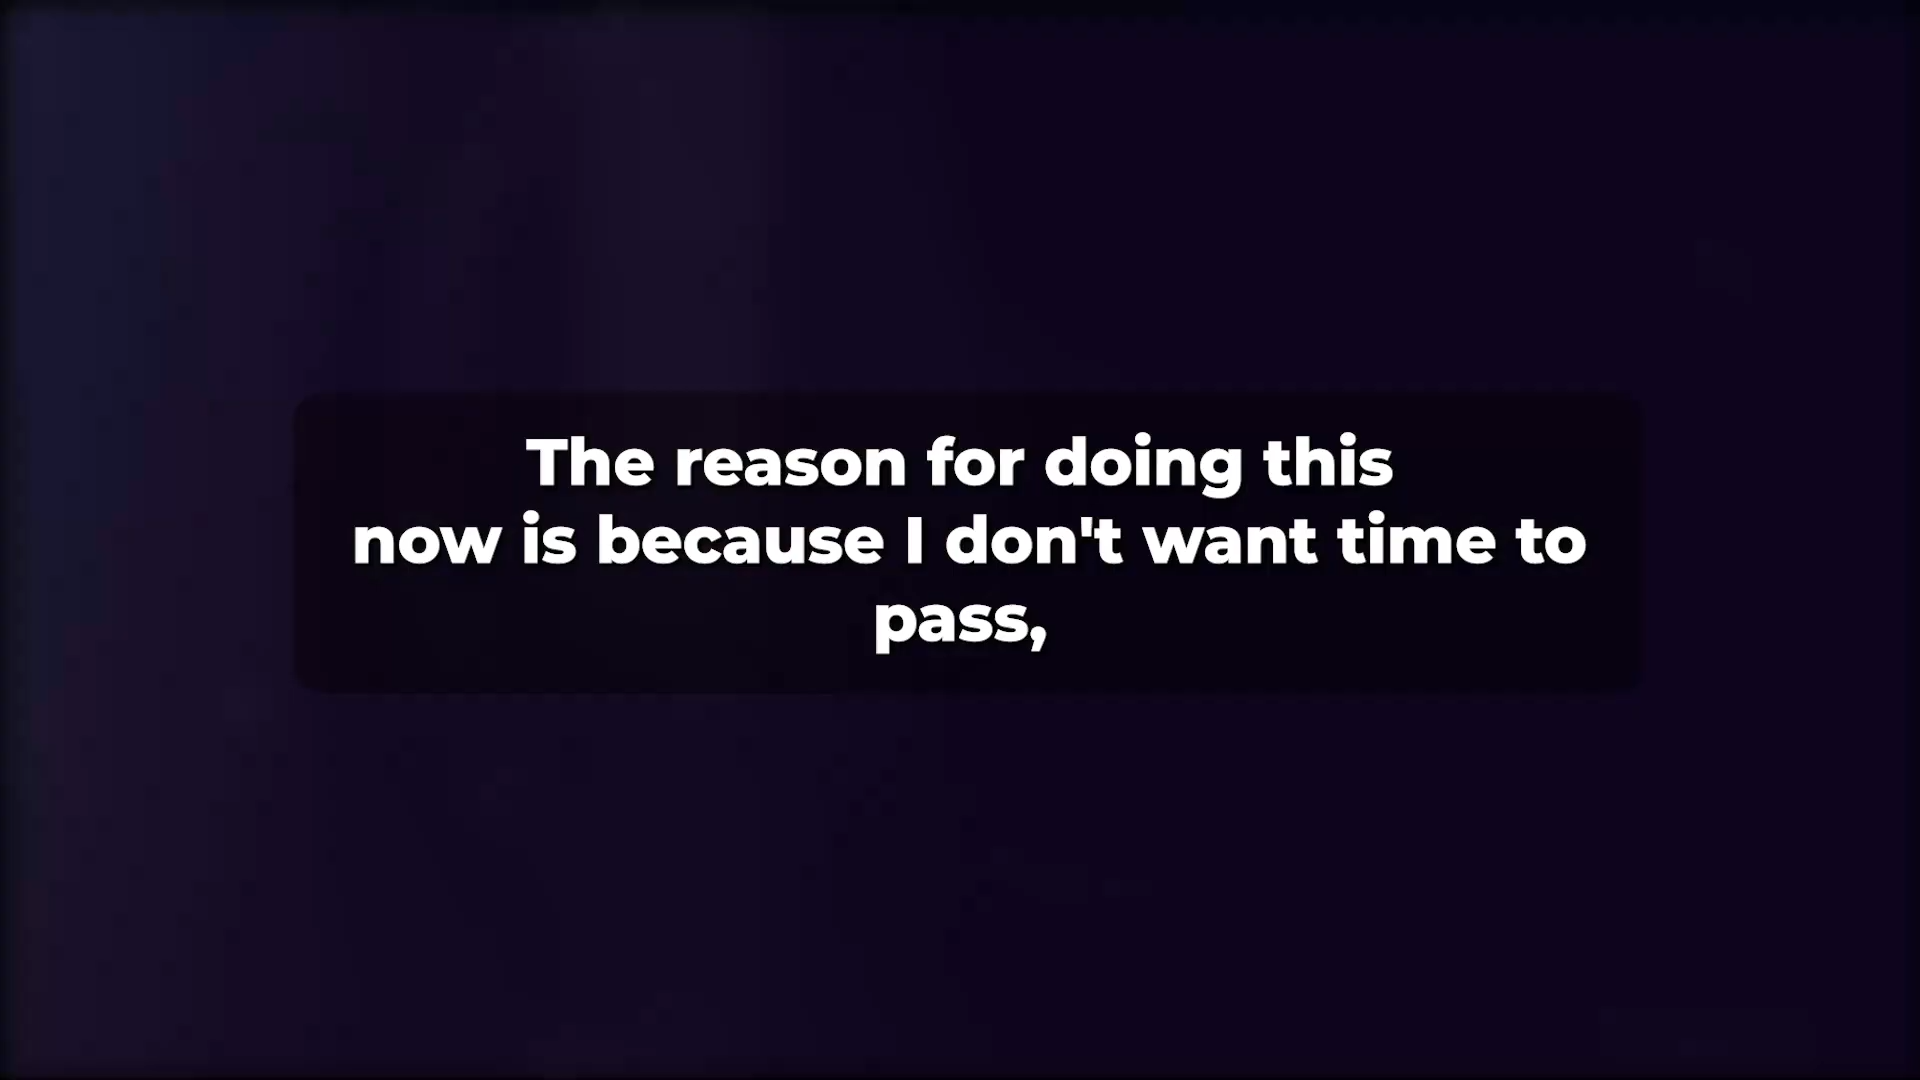 The reason for doing this
now is because I don't want time to
pass,